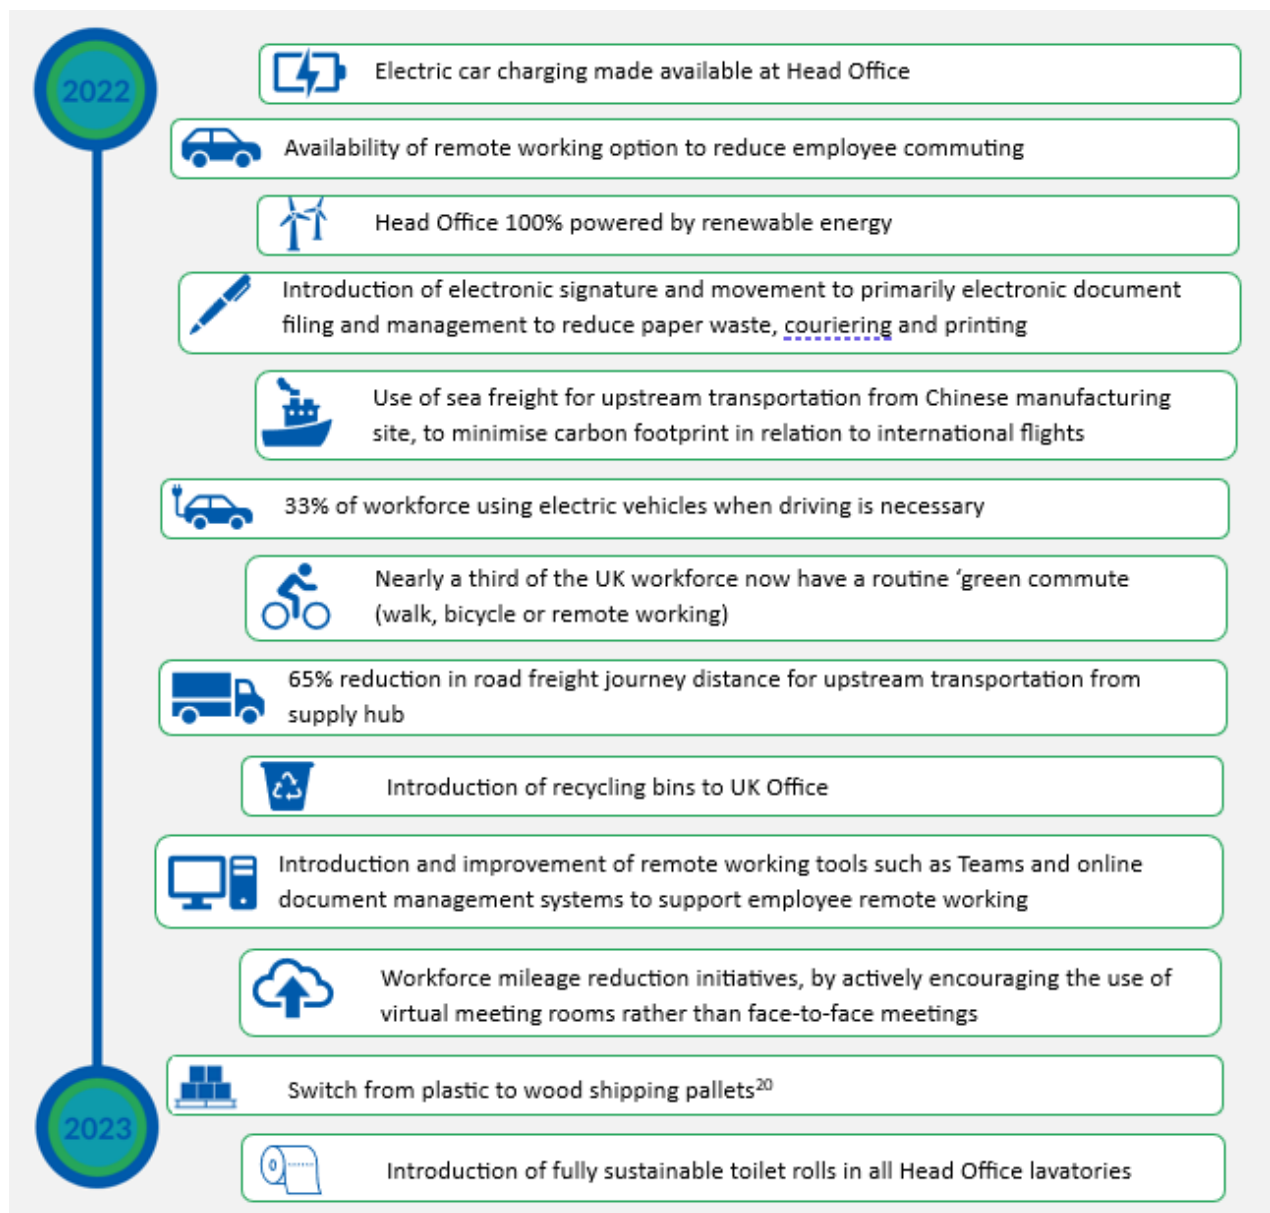 2022
Electric car charging made available at Head Office
Availability of remote working option to reduce employee commuting
Head Office 100% powered by renewable energy
Introduction of electronic signature and movement to primarily electronic document
filing and management to reduce paper waste, couriering and printing
Use of sea freight for upstream transportation from Chinese manufacturing
site, to minimise carbon footprint in relation to international flights
33% of workforce using electric vehicles when driving is necessary
Nearly a third of the UK workforce now have a routine ‘green commute
(walk, bicycle or remote working)
65% reduction in road freight journey distance for upstream transportation from
supply hub
Introduction of recycling bins to UK Office
Introduction and improvement of remote working tools such as Teams and online
document management systems to support employee remote working
Workforce mileage reduction initiatives, by actively encouraging the use of
virtual meeting rooms rather than face-to-face meetings
Switch from plastic to wood shipping pallets²⁰
2023
Introduction of fully sustainable toilet rolls in all Head Office lavatories